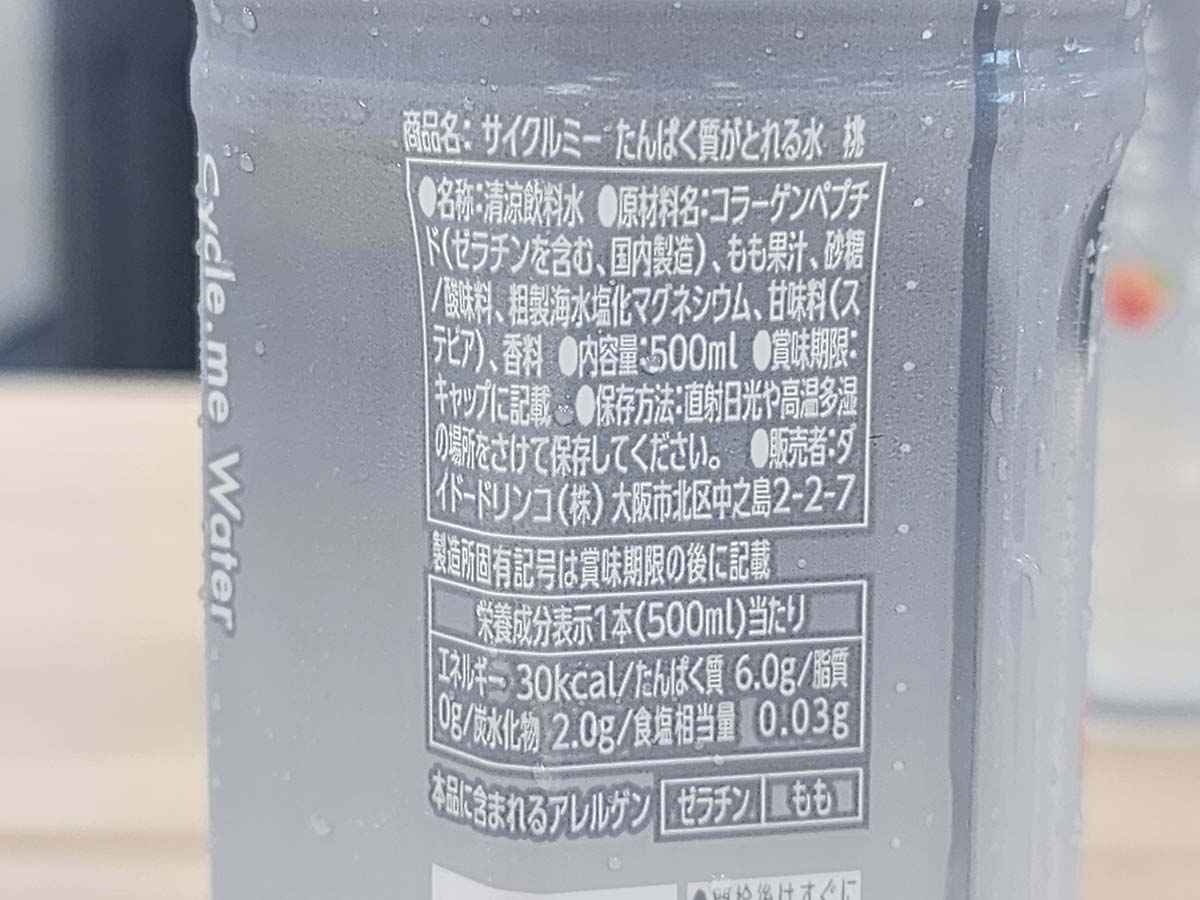 Cycle.me Water
商品名：サイクルミー たんぱく質がとれる水 桃
●名称：清涼飲料水 ●原材料名：コラーゲンペプチ
ド（ゼラチンを含む、国内製造）、もも果汁、砂糖
/酸味料、粗製海水塩化マグネシウム、甘味料（ス
テビア）、香料 ●内容量：500ml ●賞味期限：
キャップに記載 ●保存方法：直射日光や高温多湿
の場所をさけて保存してください。 ●販売者：ダ
イドードリンコ（株） 大阪市北区中之島2-2-7
製造所固有記号は賞味期限の後に記載
栄養成分表示1本（500ml）当たり
エネルギー 30kcal/たんぱく質 6.0g/脂質
0g/炭水化物 2.0g/食塩相当量 0.03g
本品に含まれるアレルゲン ゼラチン もも
●開栓後はすぐに